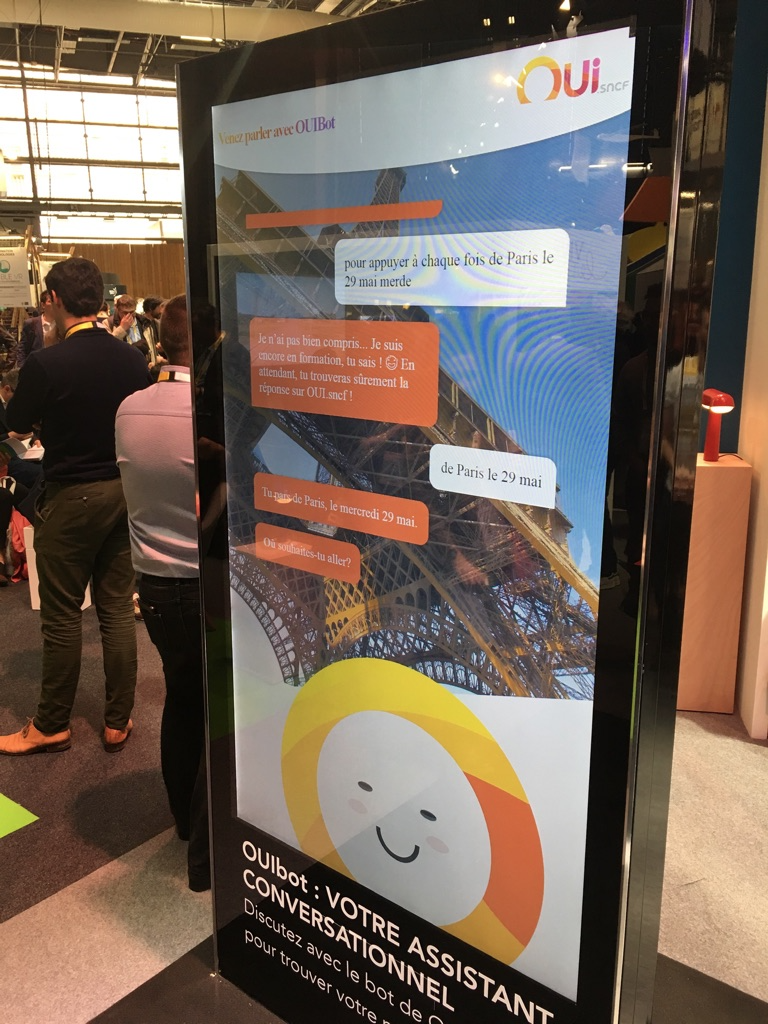 OUi.sncf
Venez parler avec OUIBot
pour appuyer à chaque fois de Paris le
29 mai merde
Je n'ai pas bien compris... Je suis
encore en formation, tu sais ! 😅 En
attendant, tu trouveras sûrement la
réponse sur OUI.sncf !
de Paris le 29 mai
Tu pars de Paris, le mercredi 29 mai.
Où souhaites-tu aller?
OUIbot : VOTRE ASSISTANT
CONVERSATIONNEL
Discutez avec le bot de
pour trouver votre